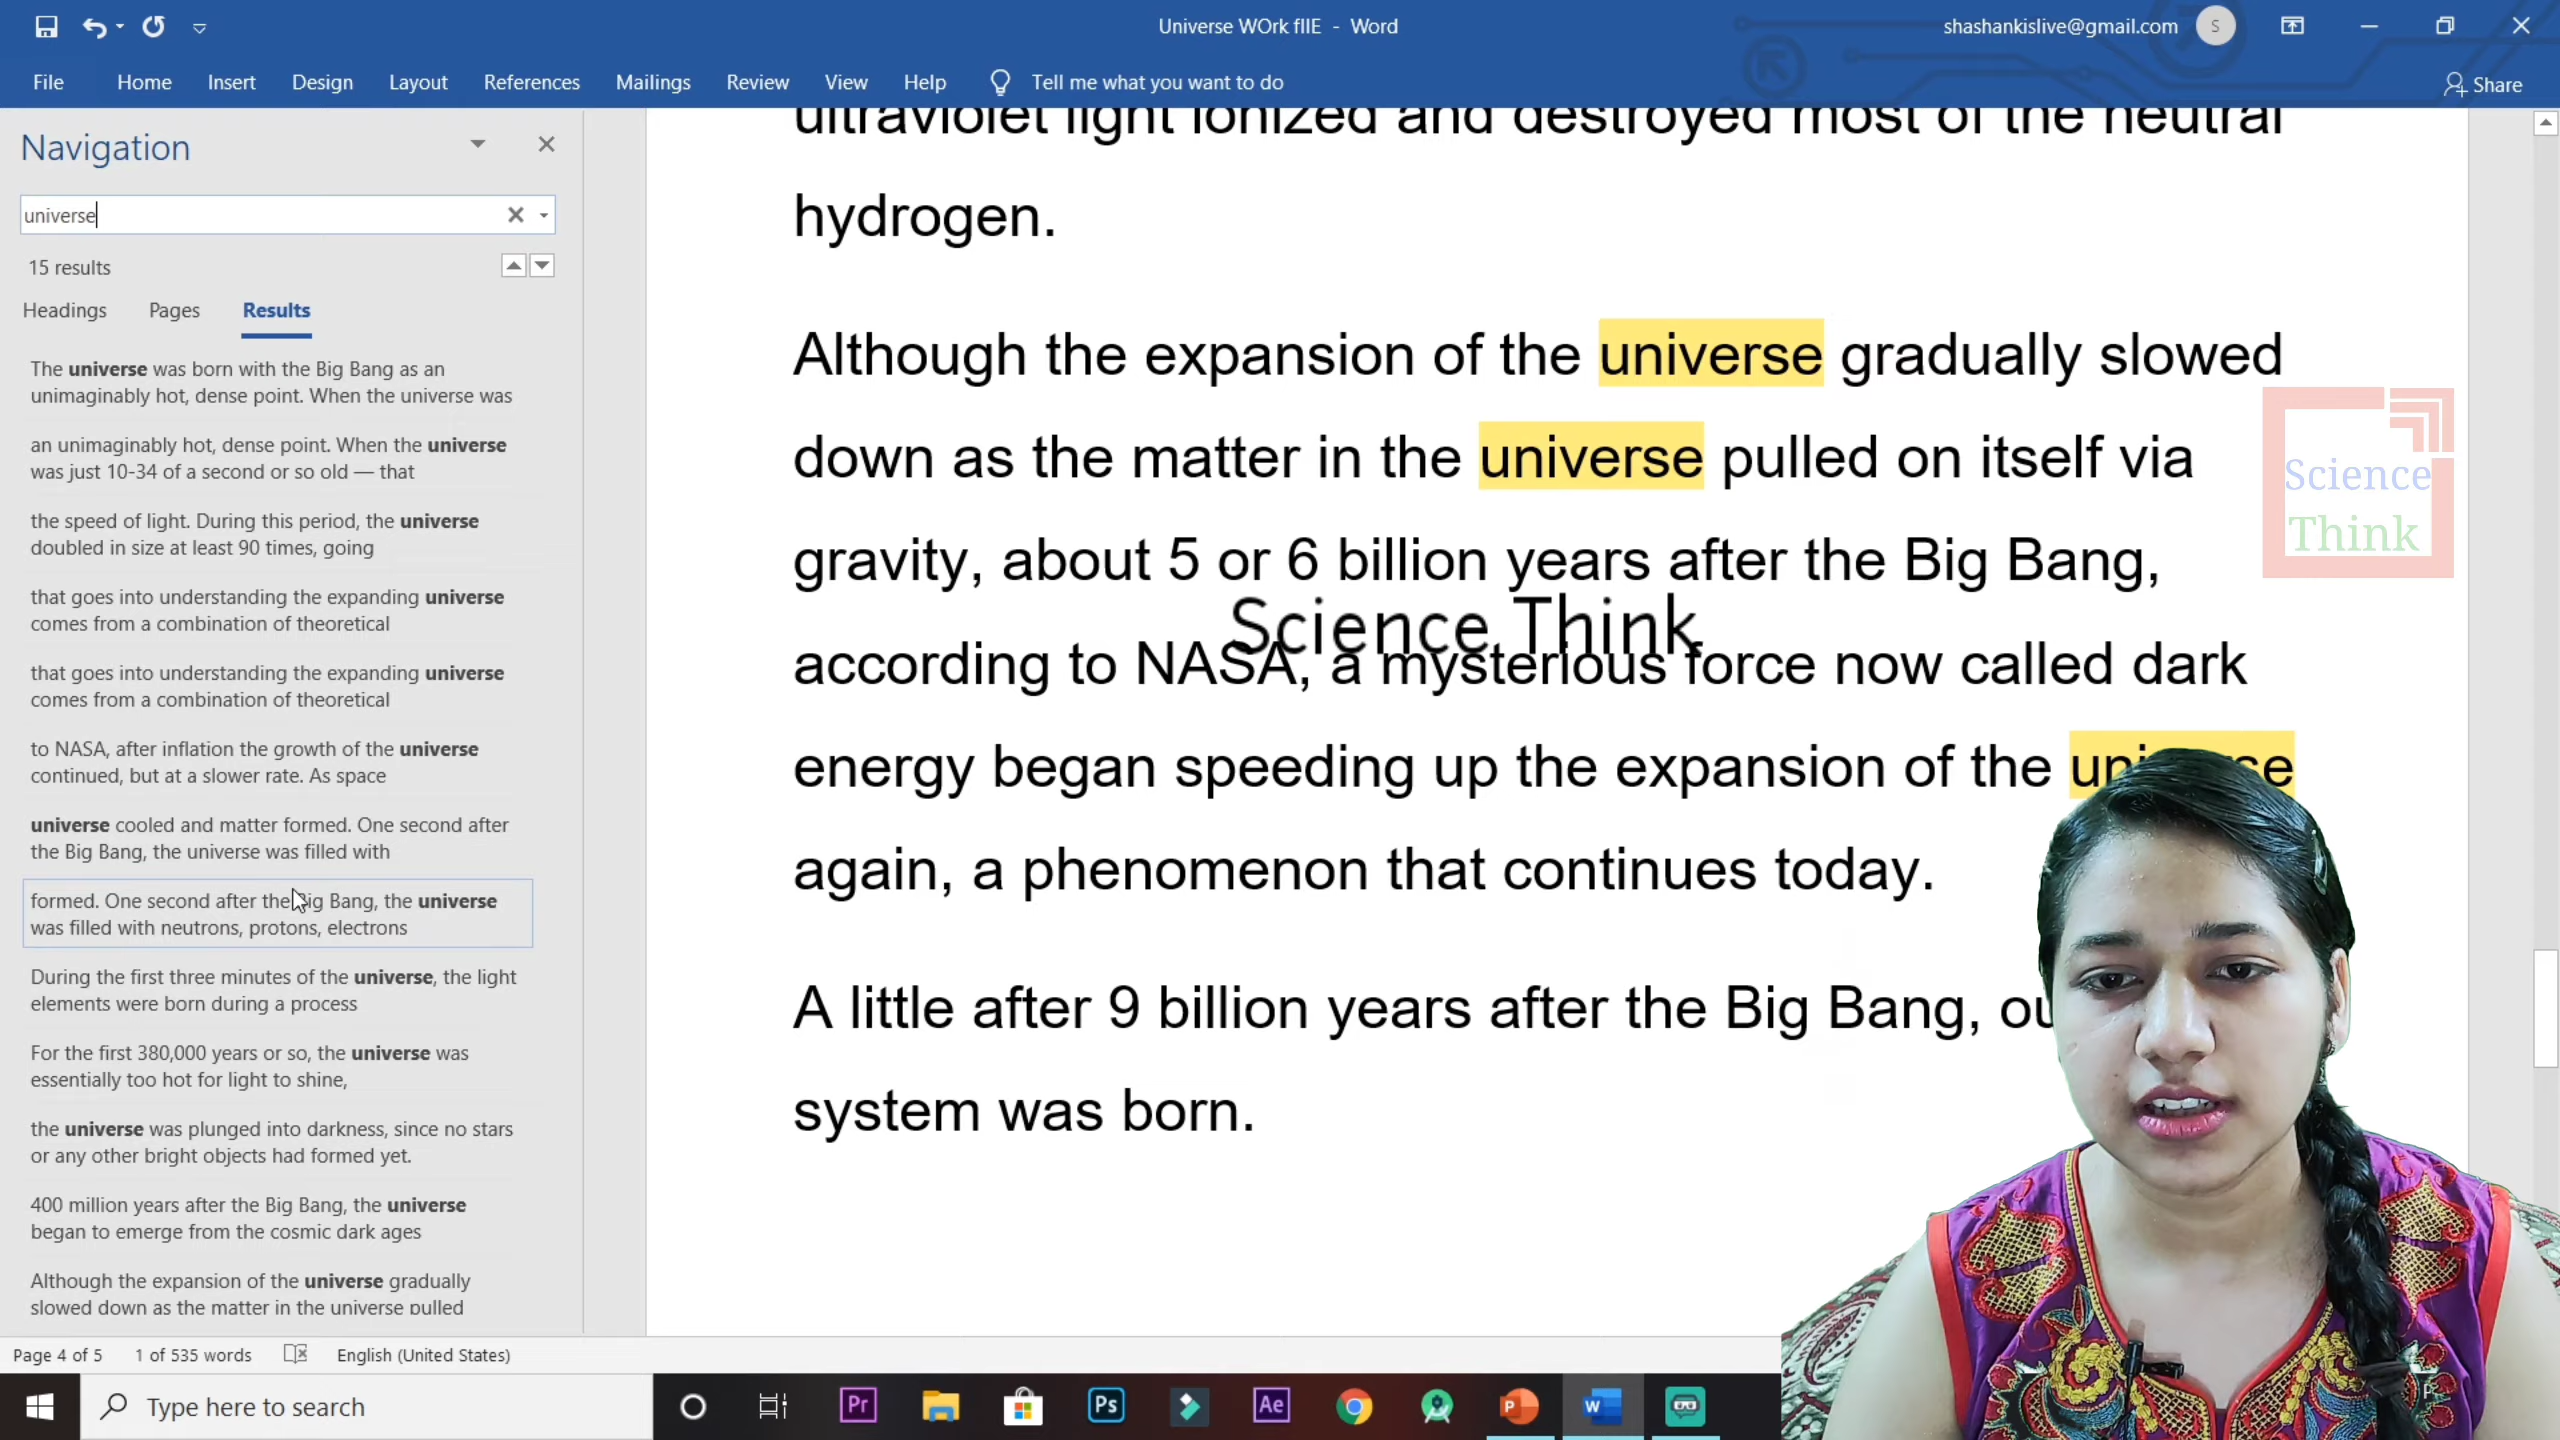 Universe WOrk fIIE - Word
shashankislive@gmail.com
S
File Home Insert Design Layout References Mailings Review View Help Tell me what you want to do
Share
Navigation
universe
15 results
Headings Pages Results
The universe was born with the Big Bang as an
unimaginably hot, dense point. When the universe was
an unimaginably hot, dense point. When the universe
was just 10-34 of a second or so old — that
the speed of light. During this period, the universe
doubled in size at least 90 times, going
that goes into understanding the expanding universe
comes from a combination of theoretical
that goes into understanding the expanding universe
comes from a combination of theoretical
to NASA, after inflation the growth of the universe
continued, but at a slower rate. As space
universe cooled and matter formed. One second after
the Big Bang, the universe was filled with
formed. One second after the Big Bang, the universe
was filled with neutrons, protons, electrons
During the first three minutes of the universe, the light
elements were born during a process
For the first 380,000 years or so, the universe was
essentially too hot for light to shine,
the universe was plunged into darkness, since no stars
or any other bright objects had formed yet.
400 million years after the Big Bang, the universe
began to emerge from the cosmic dark ages
Although the expansion of the universe gradually
slowed down as the matter in the universe pulled
ultraviolet light ionized and destroyed most of the neutral
hydrogen.
Although the expansion of the universe gradually slowed
down as the matter in the universe pulled on itself via
gravity, about 5 or 6 billion years after the Big Bang,
according to NASA, a mysterious force now called dark
energy began speeding up the expansion of the universe
again, a phenomenon that continues today.
A little after 9 billion years after the Big Bang,
system was born.
Science Think
Science
Think
Page 4 of 5 1 of 535 words English (United States)
Type here to search
Pr
Ps
Ae
P
W